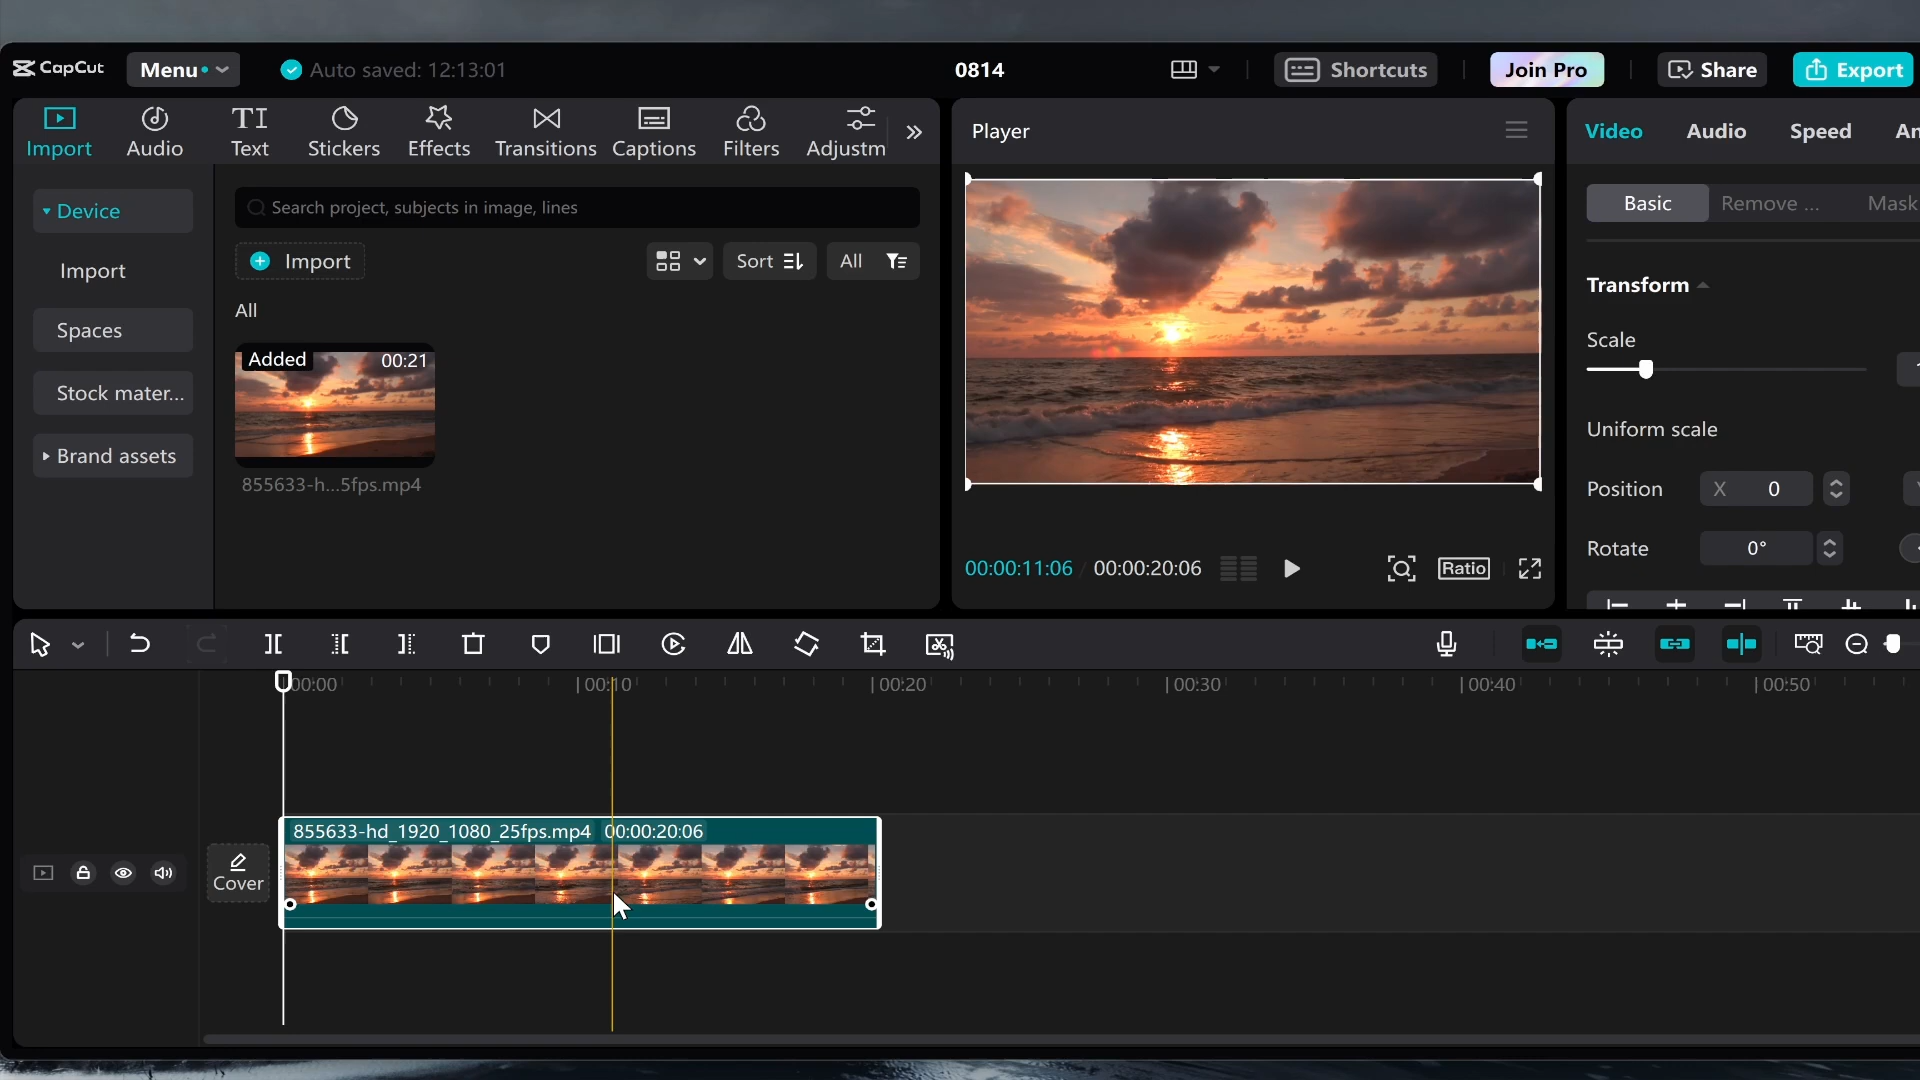 CapCut Menu Auto saved: 12:13:01 0814 Shortcuts Join Pro Share Export
Import Audio Text Stickers Effects Transitions Captions Filters Adjustm
Device
Import
Spaces
Stock mater...
Brand assets
Search project, subjects in image, lines
Import Sort All
All
Added 00:21
855633-h...5fps.mp4
Player
00:00:11:06 / 00:00:20:06 Ratio
Video Audio Speed An
Basic Remove ... Mask
Transform
Scale
Uniform scale
Position X 0
Rotate 0°
00:00 00:10 00:20 00:30 00:40 00:50
855633-hd_1920_1080_25fps.mp4 00:00:20:06
Cover